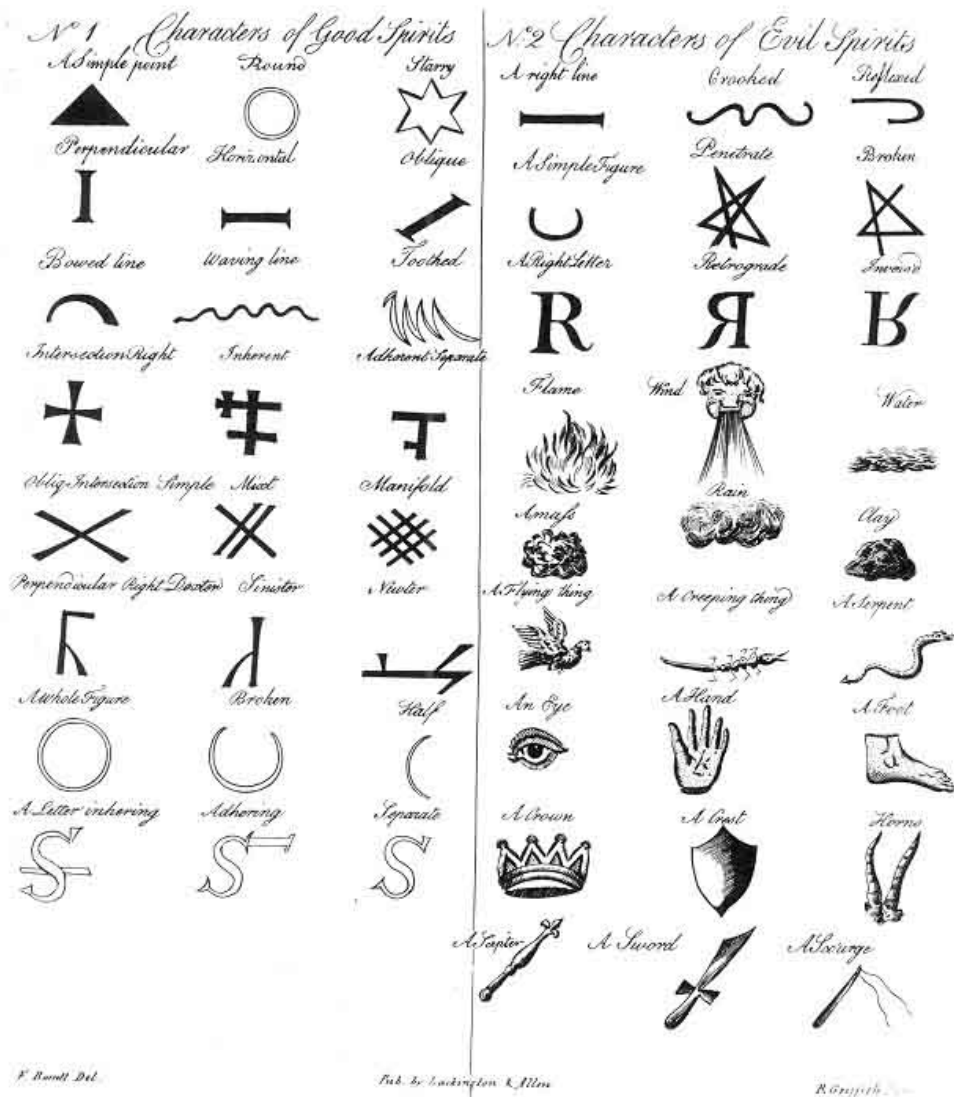 No. 1 Characters of Good Spirits
A Simple point Round Starry
Perpendicular Horizontal Oblique
Bowed line Waving line Toothed
Intersection Right Inherent Adherent Separate
Obliq Intersection Simple Mixt Manifold
Perpendicular Right Dexter Sinister Newter
A whole Figure Broken Half
A Letter inhering Adhering Separate
S S S
No. 2 Characters of Evil Spirits
A right line Crooked Reflexed
A Simple Figure Penetrate Broken
A Right Letter Retrograde
R R R
Flame Wind Water
Rain
A mass Clay
A Flying thing A Creeping thing A Serpent
An Eye A Hand A Foot
A Crown A Crest Horns
A Scepter A Sword A Scourge
F. Barrett Del.
Pub. by Lackington & Allen
R. Griffith